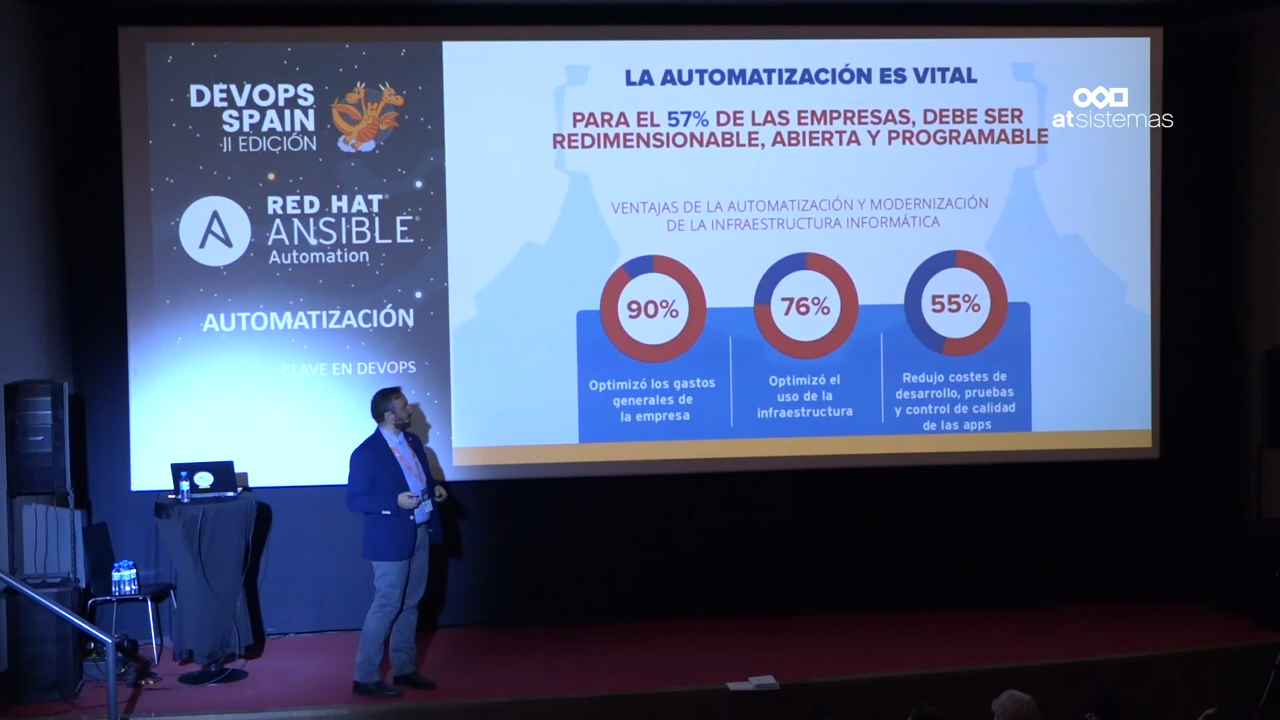 DEVOPS
SPAIN
II EDICIÓN
RED HAT®
ANSIBLE®
Automation
AUTOMATIZACIÓN
CLAVE EN DEVOPS
LA AUTOMATIZACIÓN ES VITAL
PARA EL 57% DE LAS EMPRESAS, DEBE SER
REDIMENSIONABLE, ABIERTA Y PROGRAMABLE
VENTAJAS DE LA AUTOMATIZACIÓN Y MODERNIZACIÓN
DE LA INFRAESTRUCTURA INFORMÁTICA
90%
Optimizó los gastos
generales de
la empresa
76%
Optimizó el
uso de la
infraestructura
55%
Redujo costes de
desarrollo, pruebas
y control de calidad
de las apps
atsistemas